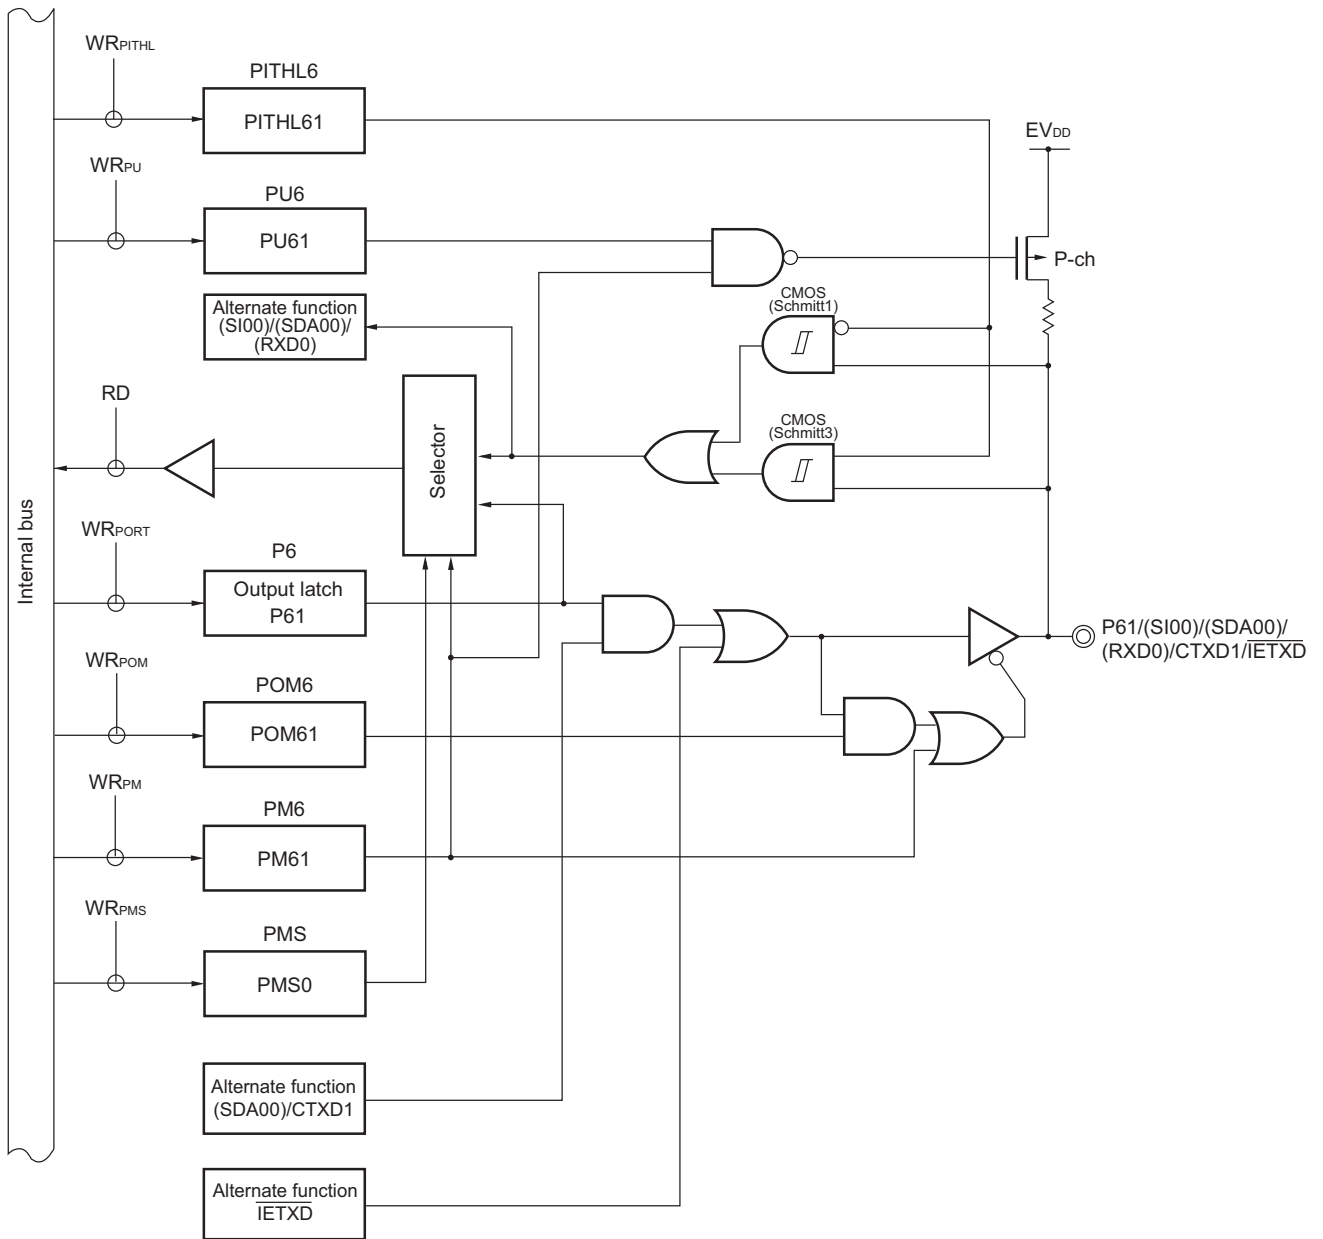 WRPITHL
PITHL6
PITHL61
EVDD
WRPU
PU6
PU61
P-ch
Alternate function
(SI00)/(SDA00)/
(RXD0)
CMOS
(Schmitt1)
RD
Selector
CMOS
(Schmitt3)
Internal bus
WRPORT
P6
Output latch
P61
P61/(SI00)/(SDA00)/
(RXD0)/CTXD1/IETXD
WRPOM
POM6
POM61
WRPM
PM6
PM61
WRPMS
PMS
PMS0
Alternate function
(SDA00)/CTXD1
Alternate function
IETXD